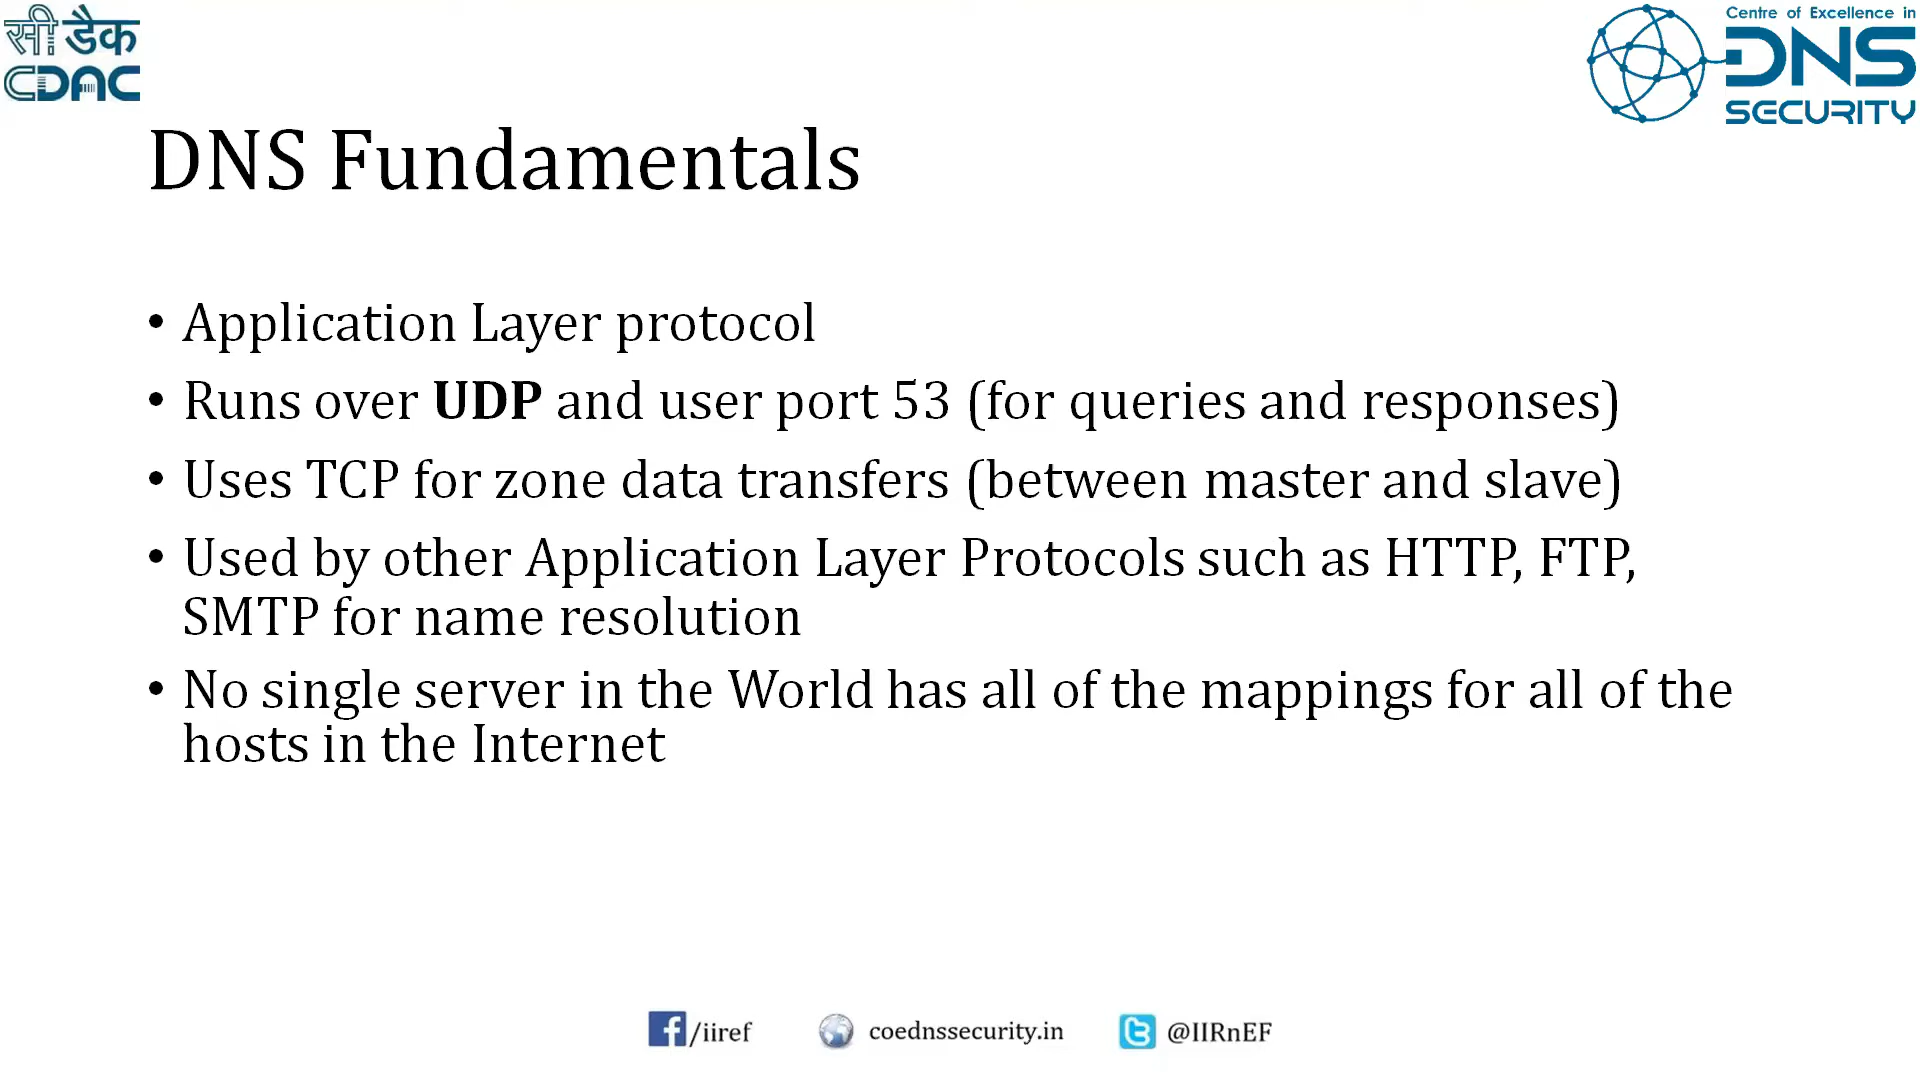 सी डैक
CDAC
Centre of Excellence in
DNS
SECURITY
DNS Fundamentals
• Application Layer protocol
• Runs over UDP and user port 53 (for queries and responses)
• Uses TCP for zone data transfers (between master and slave)
• Used by other Application Layer Protocols such as HTTP, FTP,
SMTP for name resolution
• No single server in the World has all of the mappings for all of the
hosts in the Internet
/iiref
coednssecurity.in
@IIRnEF